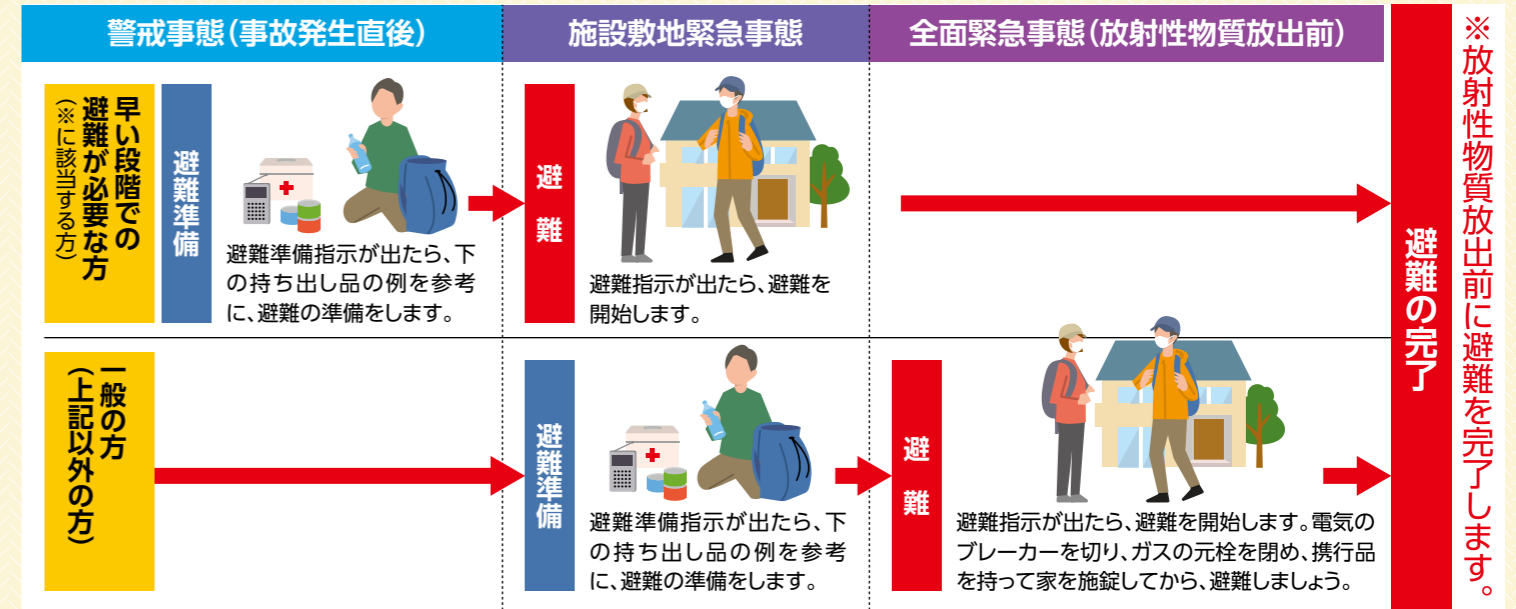 警戒事態（事故発生直後）
施設敷地緊急事態
全面緊急事態（放射性物質放出前）
早い段階での
避難が必要な方
（※に該当する方）
避難準備
避難準備指示が出たら、下
の持ち出し品の例を参考
に、避難の準備をします。
避難
避難指示が出たら、避難を
開始します。
一般の方
（上記以外の方）
避難準備
避難準備指示が出たら、下
の持ち出し品の例を参考
に、避難の準備をします。
避難
避難指示が出たら、避難を開始します。電気の
ブレーカーを切り、ガスの元栓を閉め、携行品
を持って家を施錠してから、避難しましょう。
避難の完了
※放射性物質放出前に避難を完了します。